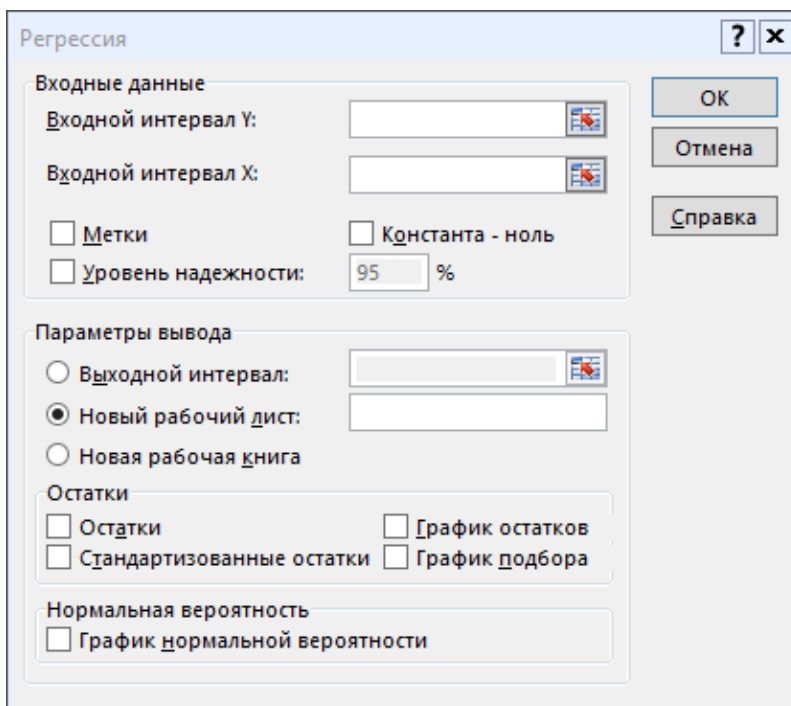 Регрессия ?
Входные данные
Входной интервал Y:
Входной интервал X:
Метки Константа - ноль
Уровень надежности: 95 %
ОК
Отмена
Справка
Параметры вывода
Выходной интервал:
Новый рабочий лист:
Новая рабочая книга
Остатки
Остатки График остатков
Стандартизованные остатки График подбора
Нормальная вероятность
График нормальной вероятности